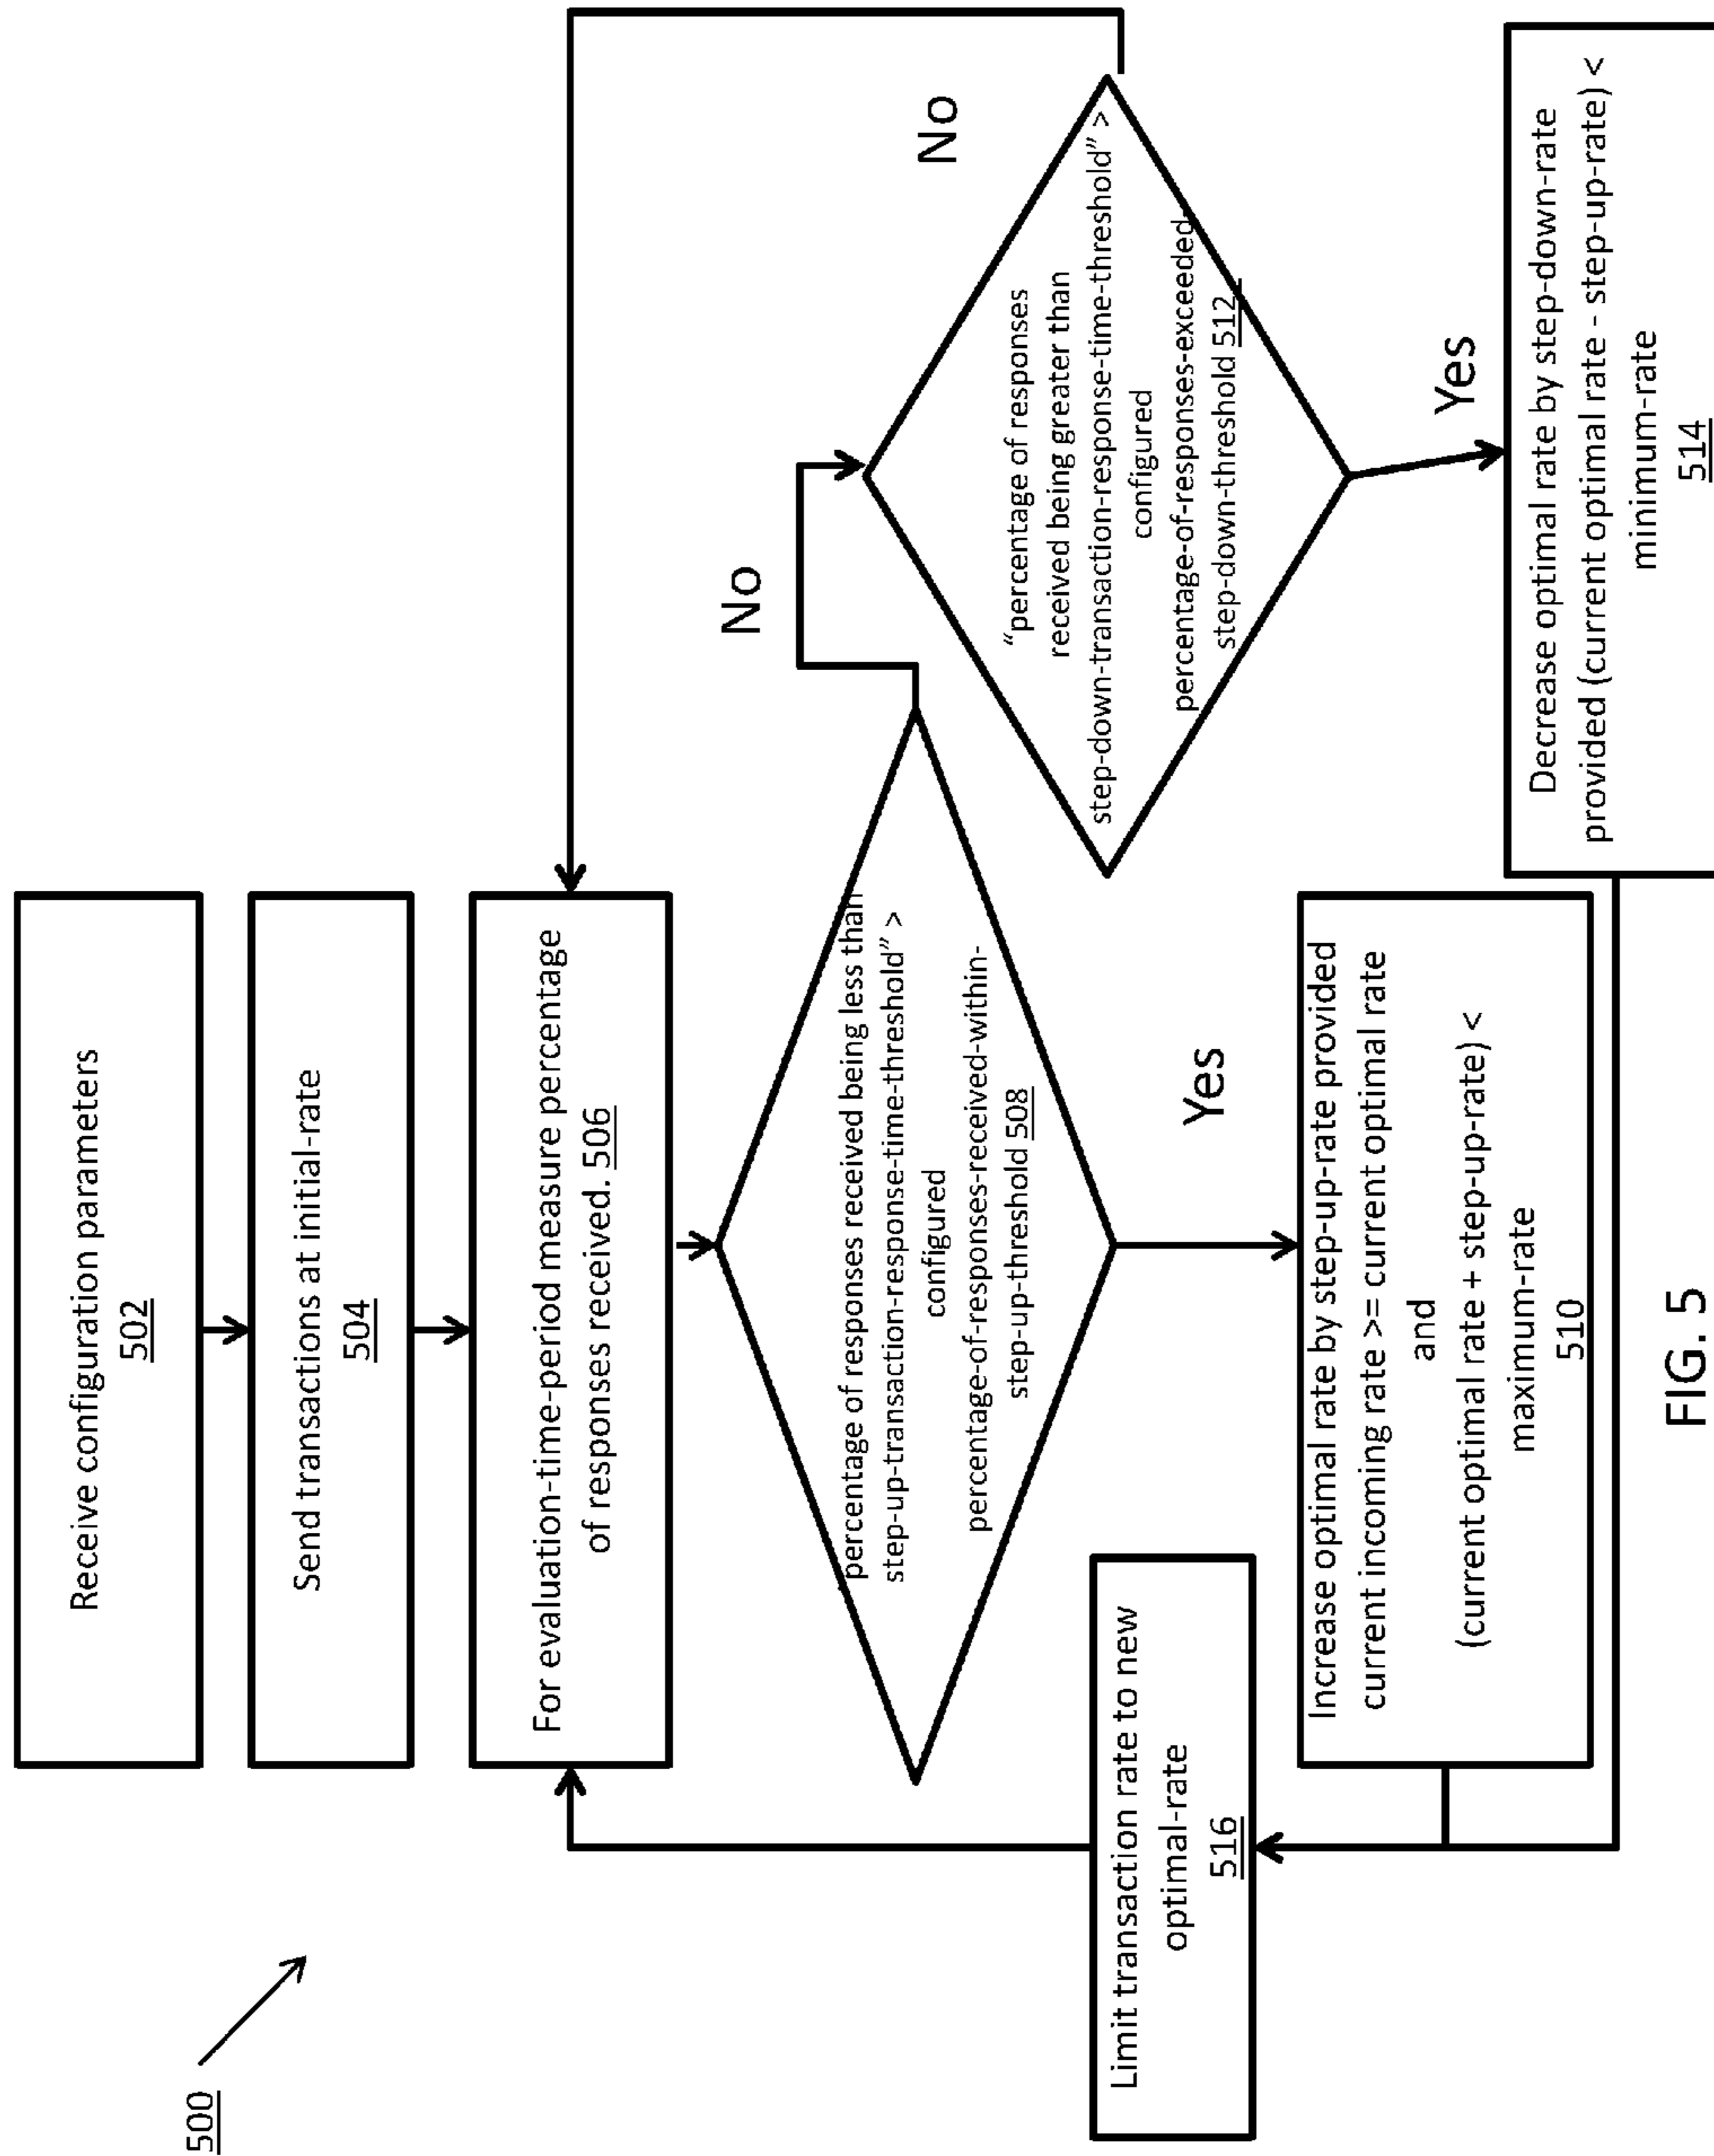 500
Receive configuration parameters
502
Send transactions at initial-rate
504
For evaluation-time-period measure percentage
of responses received. 506
"percentage of responses received being less than
step-up-transaction-response-time-threshold" >
configured
percentage-of-responses-received-within-
step-up-threshold 508
No
"percentage of responses
received being greater than
step-down-transaction-response-time-threshold" >
configured
percentage-of-responses-exceeded-
step-down-threshold 512
No
Yes
Yes
Limit transaction rate to new
optimal-rate
516
Increase optimal rate by step-up-rate provided
current incoming rate >= current optimal rate
and
(current optimal rate + step-up-rate) <
maximum-rate
510
Decrease optimal rate by step-down-rate
provided (current optimal rate - step-up-rate) <
minimum-rate
514
FIG. 5